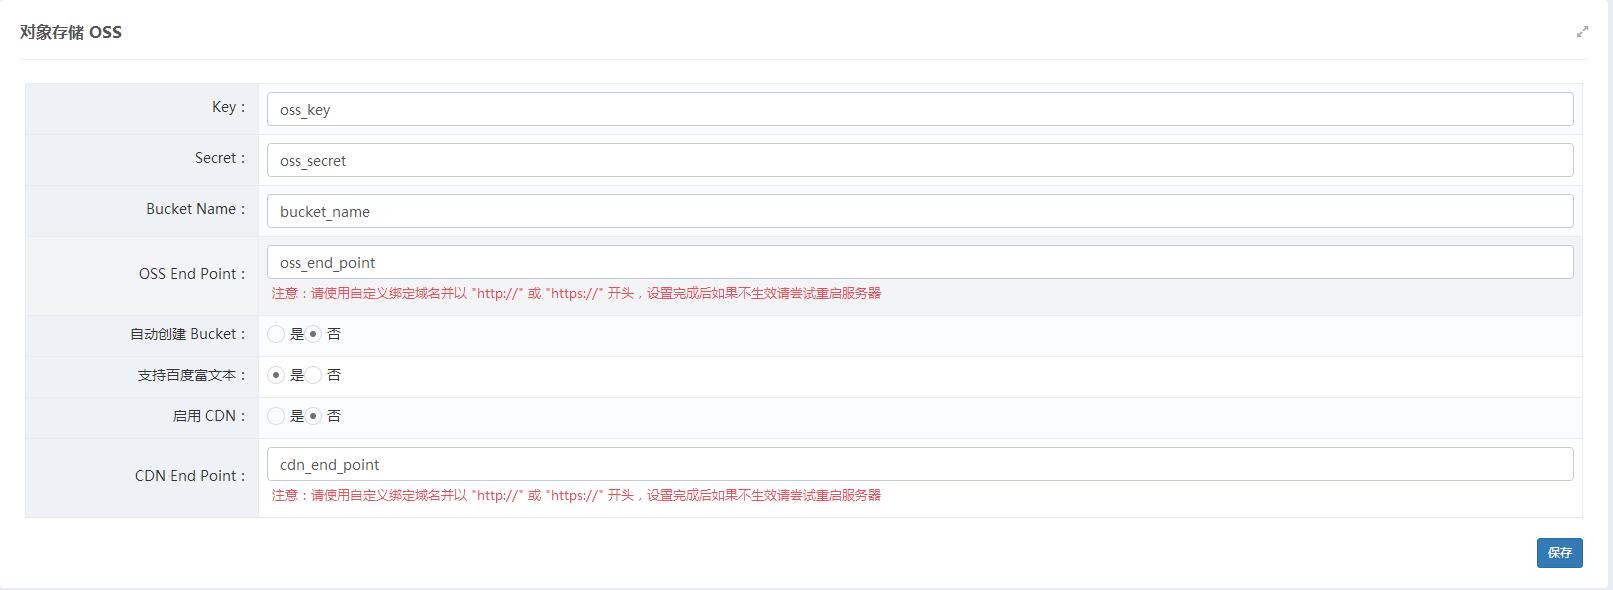 对象存储 OSS
Key：
oss_key
Secret：
oss_secret
Bucket Name：
bucket_name
OSS End Point：
oss_end_point
注意：请使用自定义绑定域名并以 "http://" 或 "https://" 开头，设置完成后如果不生效请尝试重启服务器
自动创建 Bucket：
是 否
支持百度富文本：
是 否
启用 CDN：
是 否
CDN End Point：
cdn_end_point
注意：请使用自定义绑定域名并以 "http://" 或 "https://" 开头，设置完成后如果不生效请尝试重启服务器
保存